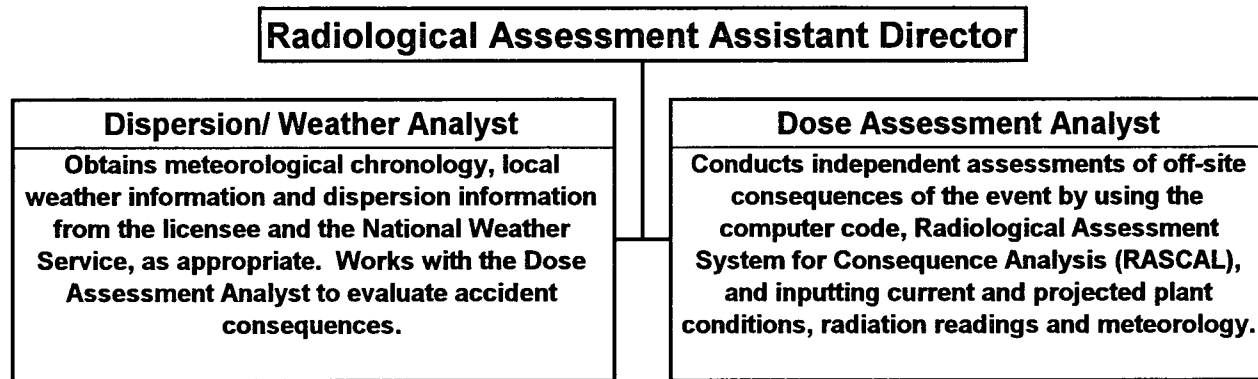 Radiological Assessment Assistant Director
Dispersion/ Weather Analyst
Obtains meteorological chronology, local
weather information and dispersion information
from the licensee and the National Weather
Service, as appropriate. Works with the Dose
Assessment Analyst to evaluate accident
consequences.
Dose Assessment Analyst
Conducts independent assessments of off-site
consequences of the event by using the
computer code, Radiological Assessment
System for Consequence Analysis (RASCAL),
and inputting current and projected plant
conditions, radiation readings and meteorology.